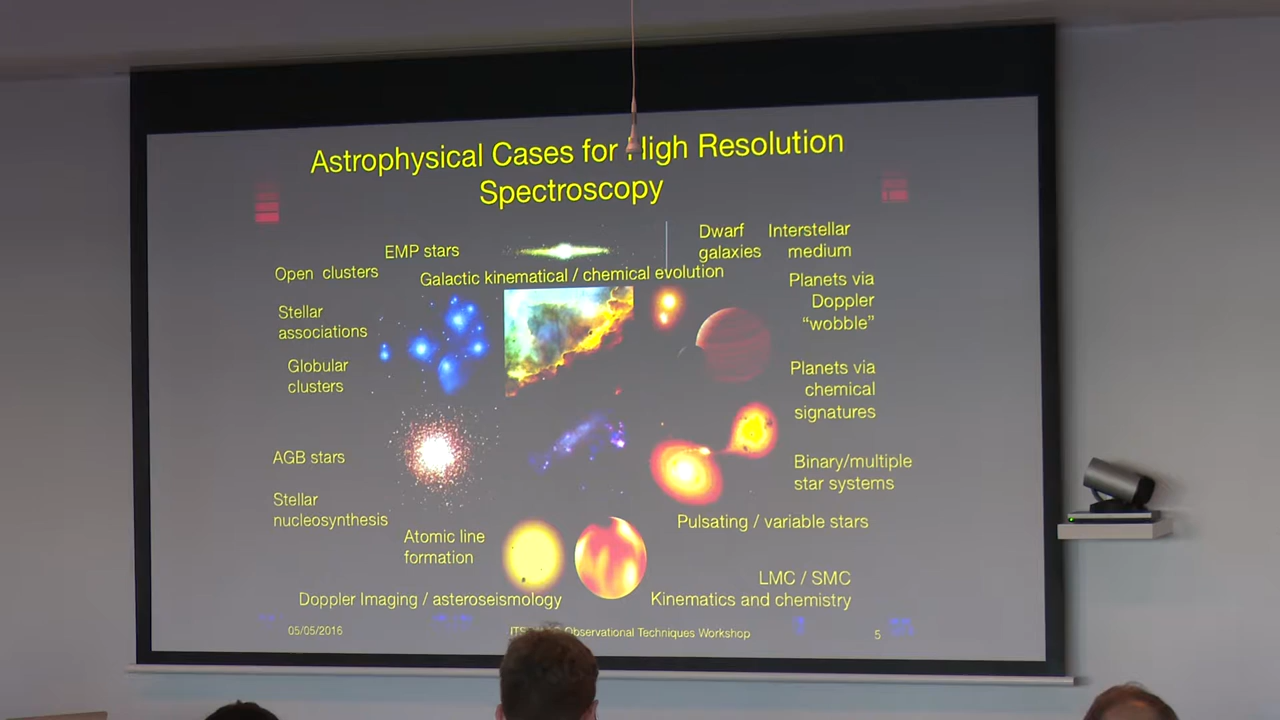 Astrophysical Cases for High Resolution
Spectroscopy
EMP stars
Dwarf
galaxies
Interstellar
medium
Open clusters
Galactic kinematical / chemical evolution
Stellar
associations
Planets via
Doppler
“wobble”
Globular
clusters
Planets via
chemical
signatures
AGB stars
Binary/multiple
star systems
Stellar
nucleosynthesis
Pulsating / variable stars
Atomic line
formation
LMC / SMC
Kinematics and chemistry
Doppler Imaging / asteroseismology
05/05/2016
Observational Techniques Workshop
5